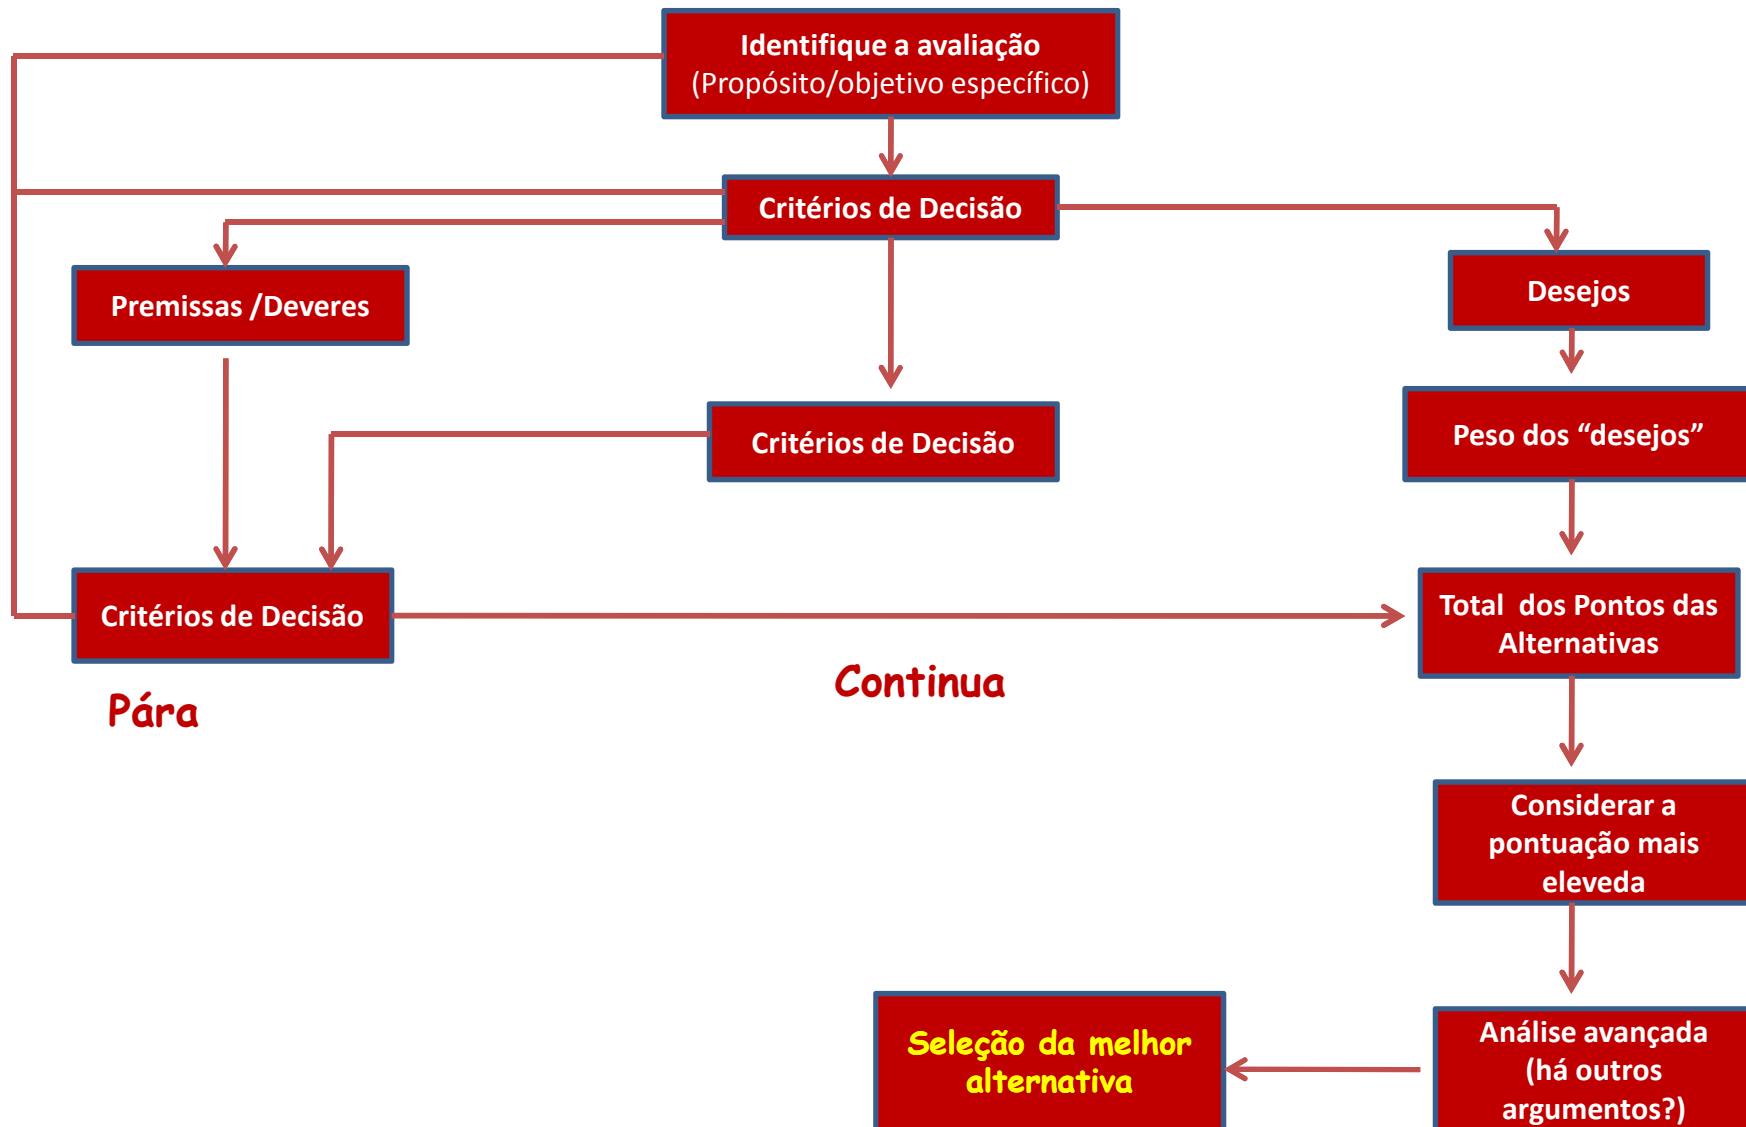 Identifique a avaliação
(Propósito/objetivo específico)
Critérios de Decisão
Premissas /Deveres
Desejos
Peso dos “desejos”
Critérios de Decisão
Critérios de Decisão
Total dos Pontos das
Alternativas
Continua
Pára
Considerar a
pontuação mais
eleveda
Análise avançada
(há outros
argumentos?)
Seleção da melhor
alternativa